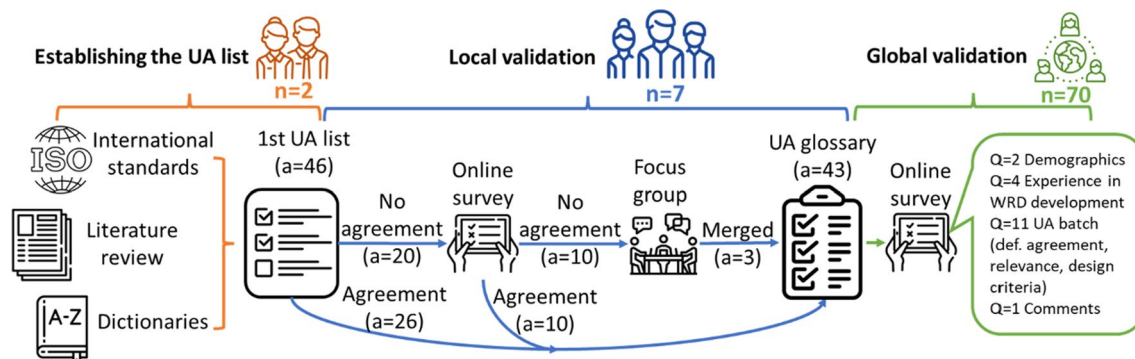 Establishing the UA list
n=2
Local validation
n=7
Global validation
n=70
ISO
International
standards
Literature
review
A-Z
Dictionaries
1st UA list
(a=46)
No
agreement
(a=20)
Agreement
(a=26)
Online
survey
No
agreement
(a=10)
Agreement
(a=10)
Focus
group
Merged
(a=3)
UA glossary
(a=43)
Online
survey
Q=2 Demographics
Q=4 Experience in
WRD development
Q=11 UA batch
(def. agreement,
relevance, design
criteria)
Q=1 Comments